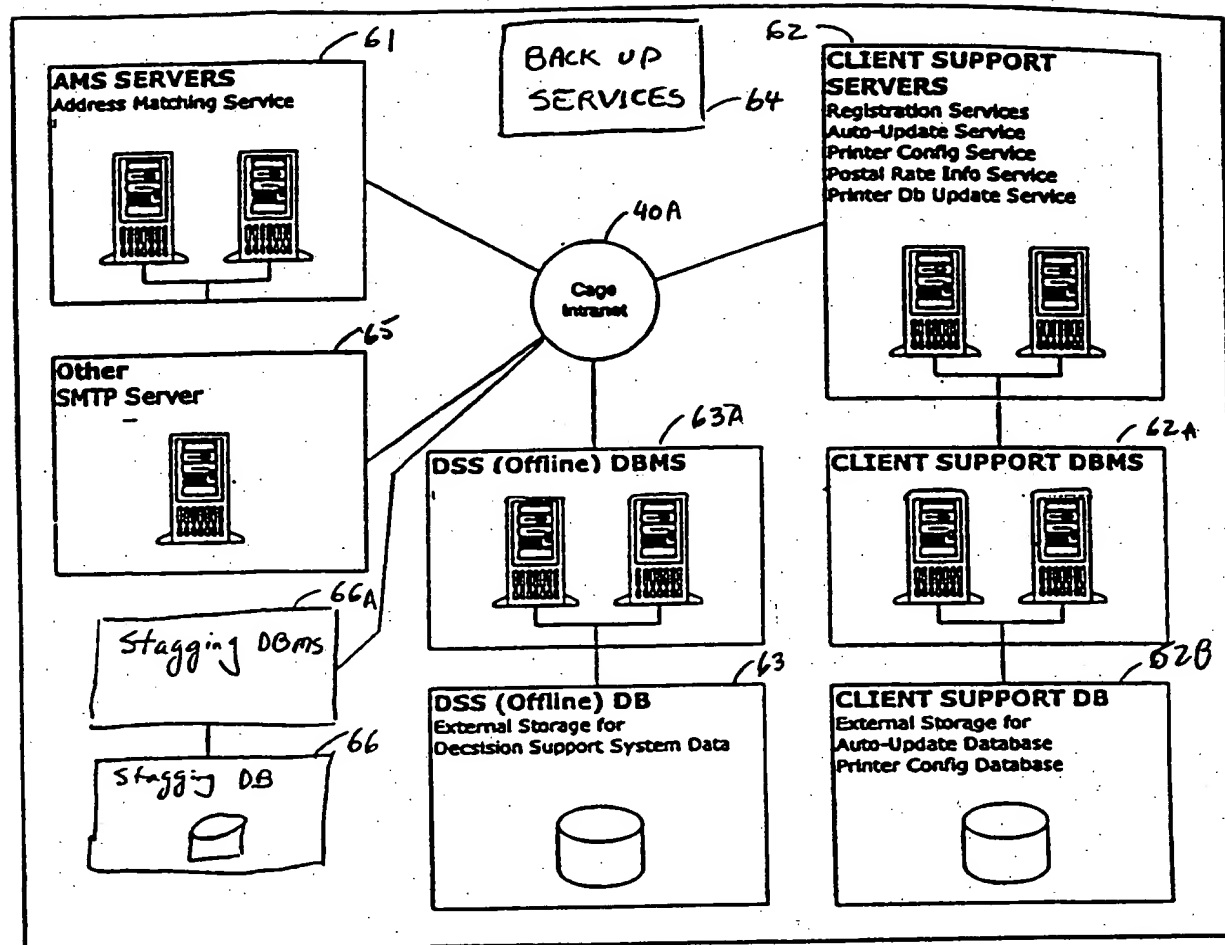 61
AMS SERVERS
Address Matching Service
BACK UP
SERVICES
64
62
CLIENT SUPPORT
SERVERS
Registration Services
Auto-Update Service
Printer Config Service
Postal Rate Info Service
Printer Db Update Service
40A
Cage
Intranet
65
Other
SMTP Server
63A
DSS (Offline) DBMS
62A
CLIENT SUPPORT DBMS
66A
Stagging DBMS
63
DSS (Offline) DB
External Storage for
Decsision Support System Data
62B
CLIENT SUPPORT DB
External Storage for
Auto-Update Database
Printer Config Database
66
Stagging DB